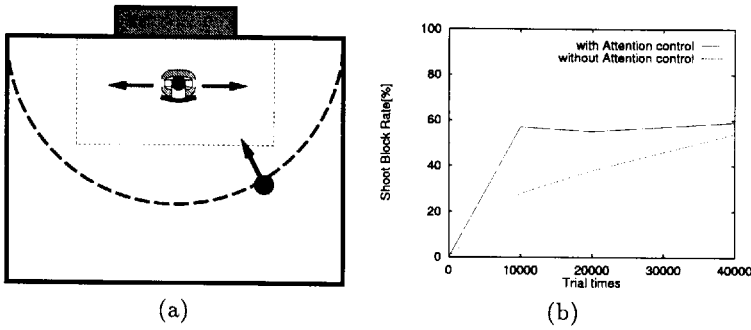 100
80
60
40
20
0
Shoot Block Rate[%]
with Attention control
without Attention control
0 10000 20000 30000 40000
Trial times
(a)
(b)